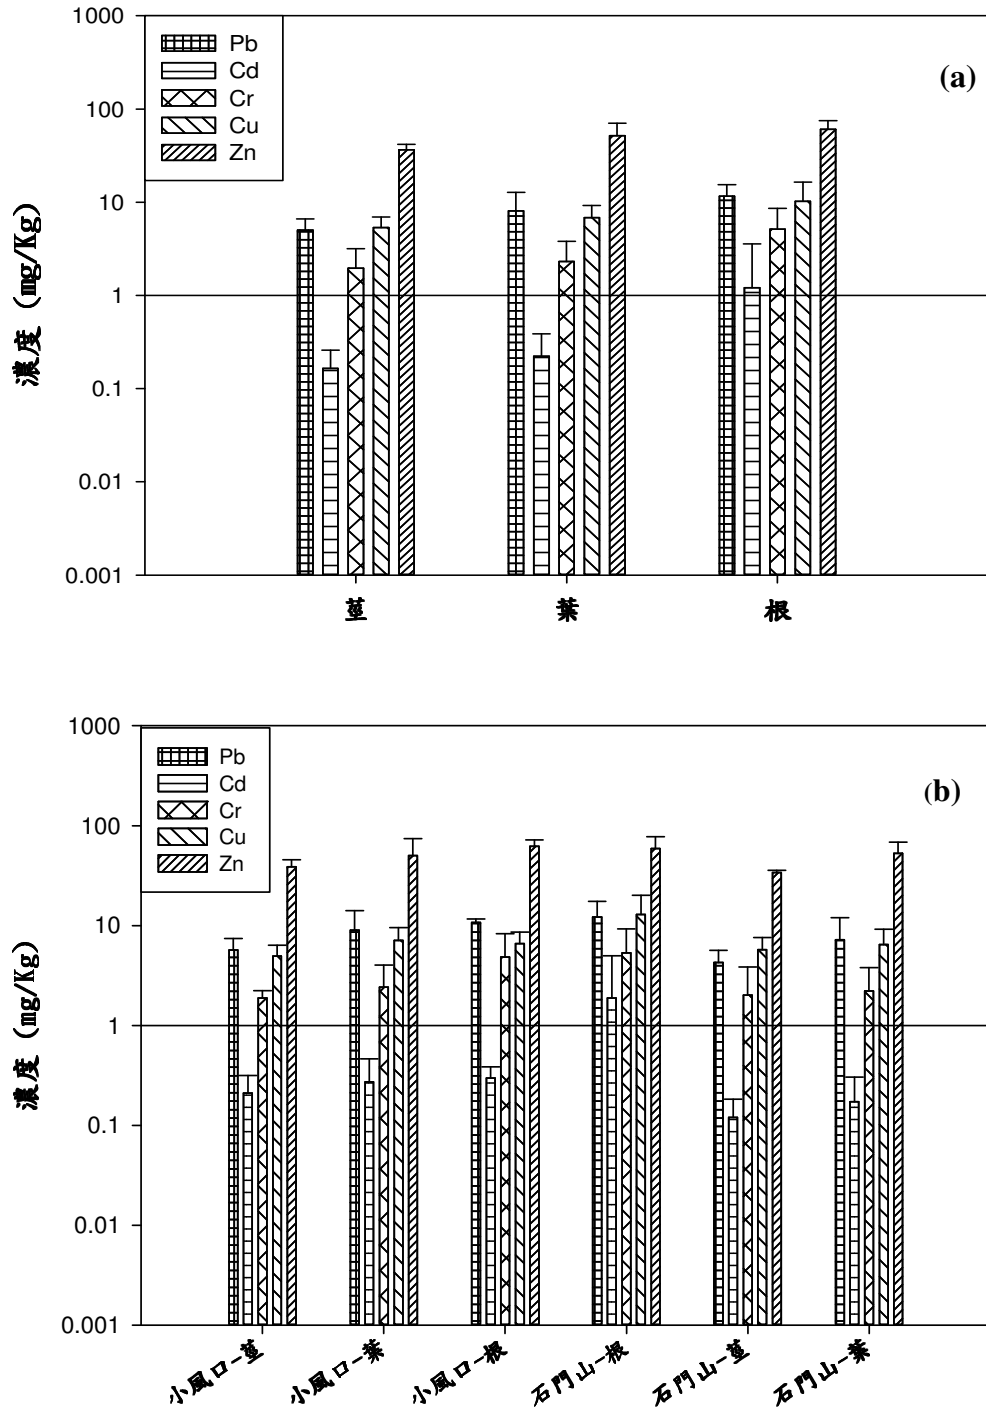 1000
100
10
1
0.1
0.01
0.001
濃度 (mg/Kg)
Pb
Cd
Cr
Cu
Zn
(a)
莖
葉
根
1000
100
10
1
0.1
0.01
0.001
濃度 (mg/Kg)
Pb
Cd
Cr
Cu
Zn
(b)
小風口-莖
小風口-葉
小風口-根
石門山-根
石門山-莖
石門山-葉